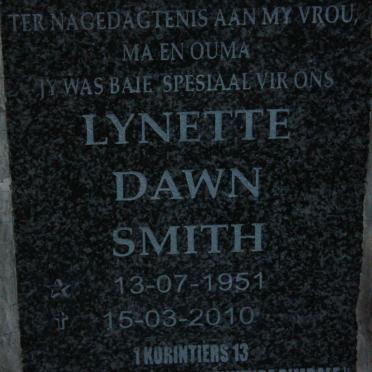 TER NAGEDAGTENIS AAN MY VROU,
MA EN OUMA
JY WAS BAIE SPESIAAL VIR ONS
LYNETTE
DAWN
SMITH
13-07-1951
15-03-2010
1 KORINTIERS 13